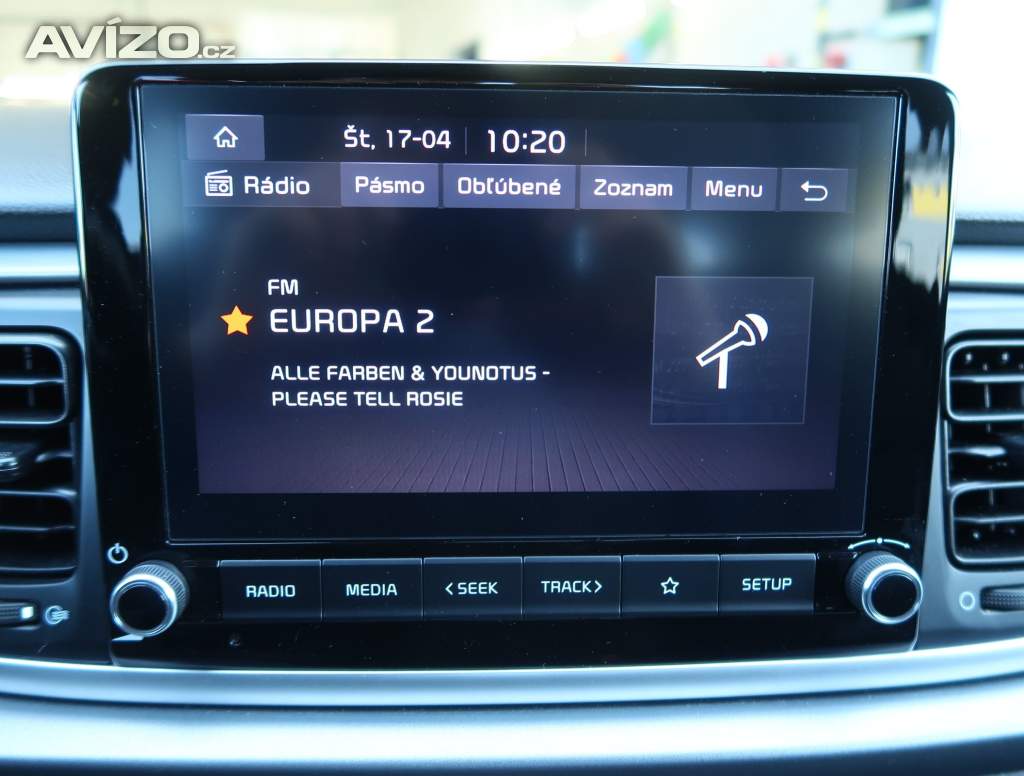 AVÍZO.cz
Št, 17-04 10:20
Rádio Pásmo Obľúbené Zoznam Menu
FM
EUROPA 2
ALLE FARBEN & YOUNOTUS -
PLEASE TELL ROSIE
RADIO MEDIA <SEEK TRACK> SETUP